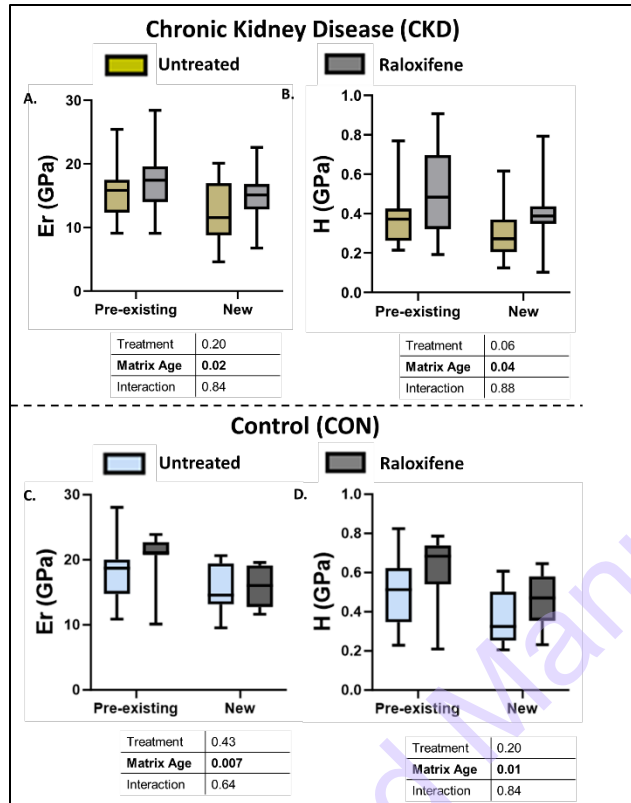 Chronic Kidney Disease (CKD)
Untreated Raloxifene
A.
30
20
10
0
Er (GPa)
Pre-existing New
B.
1.0
0.8
0.6
0.4
0.2
0.0
H (GPa)
Pre-existing New
Treatment 0.20
Matrix Age 0.02
Interaction 0.84
Treatment 0.06
Matrix Age 0.04
Interaction 0.88
Control (CON)
Untreated Raloxifene
C.
30
20
10
0
Er (GPa)
Pre-existing New
D.
1.0
0.8
0.6
0.4
0.2
0.0
H (GPa)
Pre-existing New
Treatment 0.43
Matrix Age 0.007
Interaction 0.64
Treatment 0.20
Matrix Age 0.01
Interaction 0.84